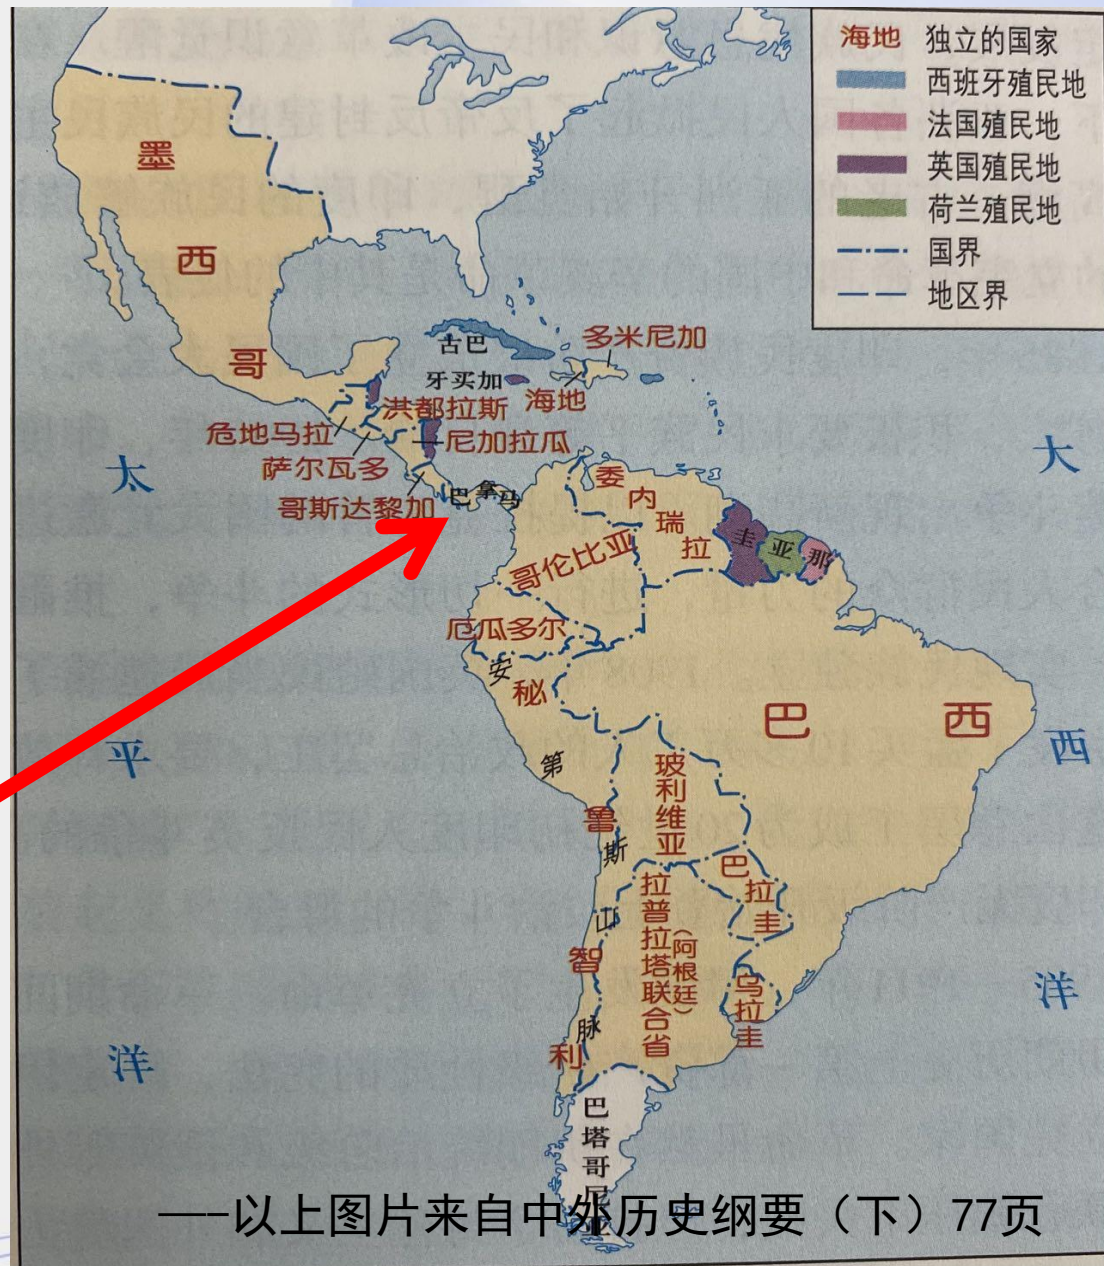 海地 独立的国家
西班牙殖民地
法国殖民地
英国殖民地
荷兰殖民地
国界
地区界
墨西哥
古巴
多米尼加
牙买加
海地
洪都拉斯
危地马拉
尼加拉瓜
萨尔瓦多
哥斯达黎加
巴拿马
委内瑞拉
圭亚那
哥伦比亚
厄瓜多尔
秘鲁
安第斯山脉
巴西
玻利维亚
巴拉圭
拉普拉塔联合省
（阿根廷）
乌拉圭
智利
巴塔哥尼亚
太平洋
大西洋
——以上图片来自中外历史纲要（下）77页